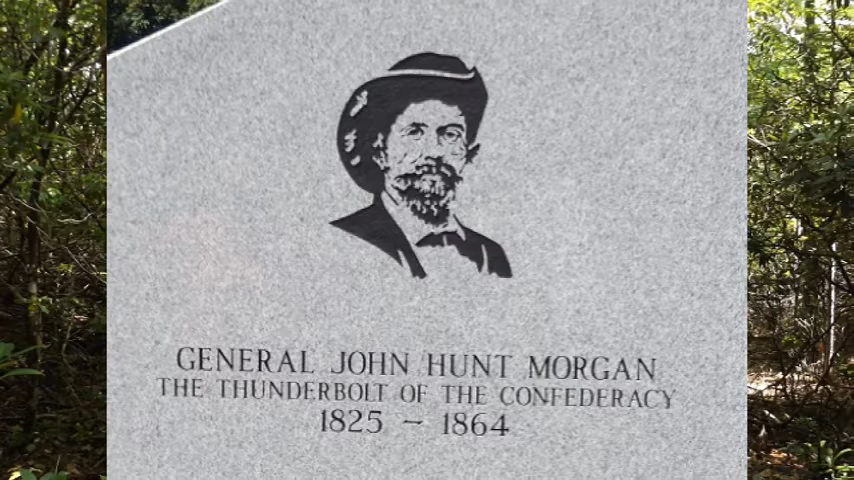 GENERAL JOHN HUNT MORGAN
THE THUNDERBOLT OF THE CONFEDERACY
1825 - 1864